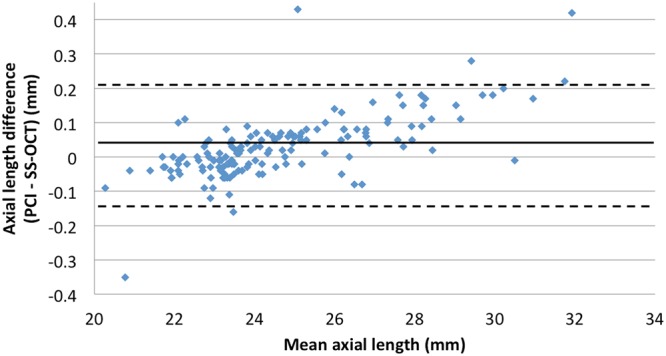 Axial length difference
(PCI - SS-OCT) (mm)
0.4
0.3
0.2
0.1
0
-0.1
-0.2
-0.3
-0.4
20 22 24 26 28 30 32 34
Mean axial length (mm)